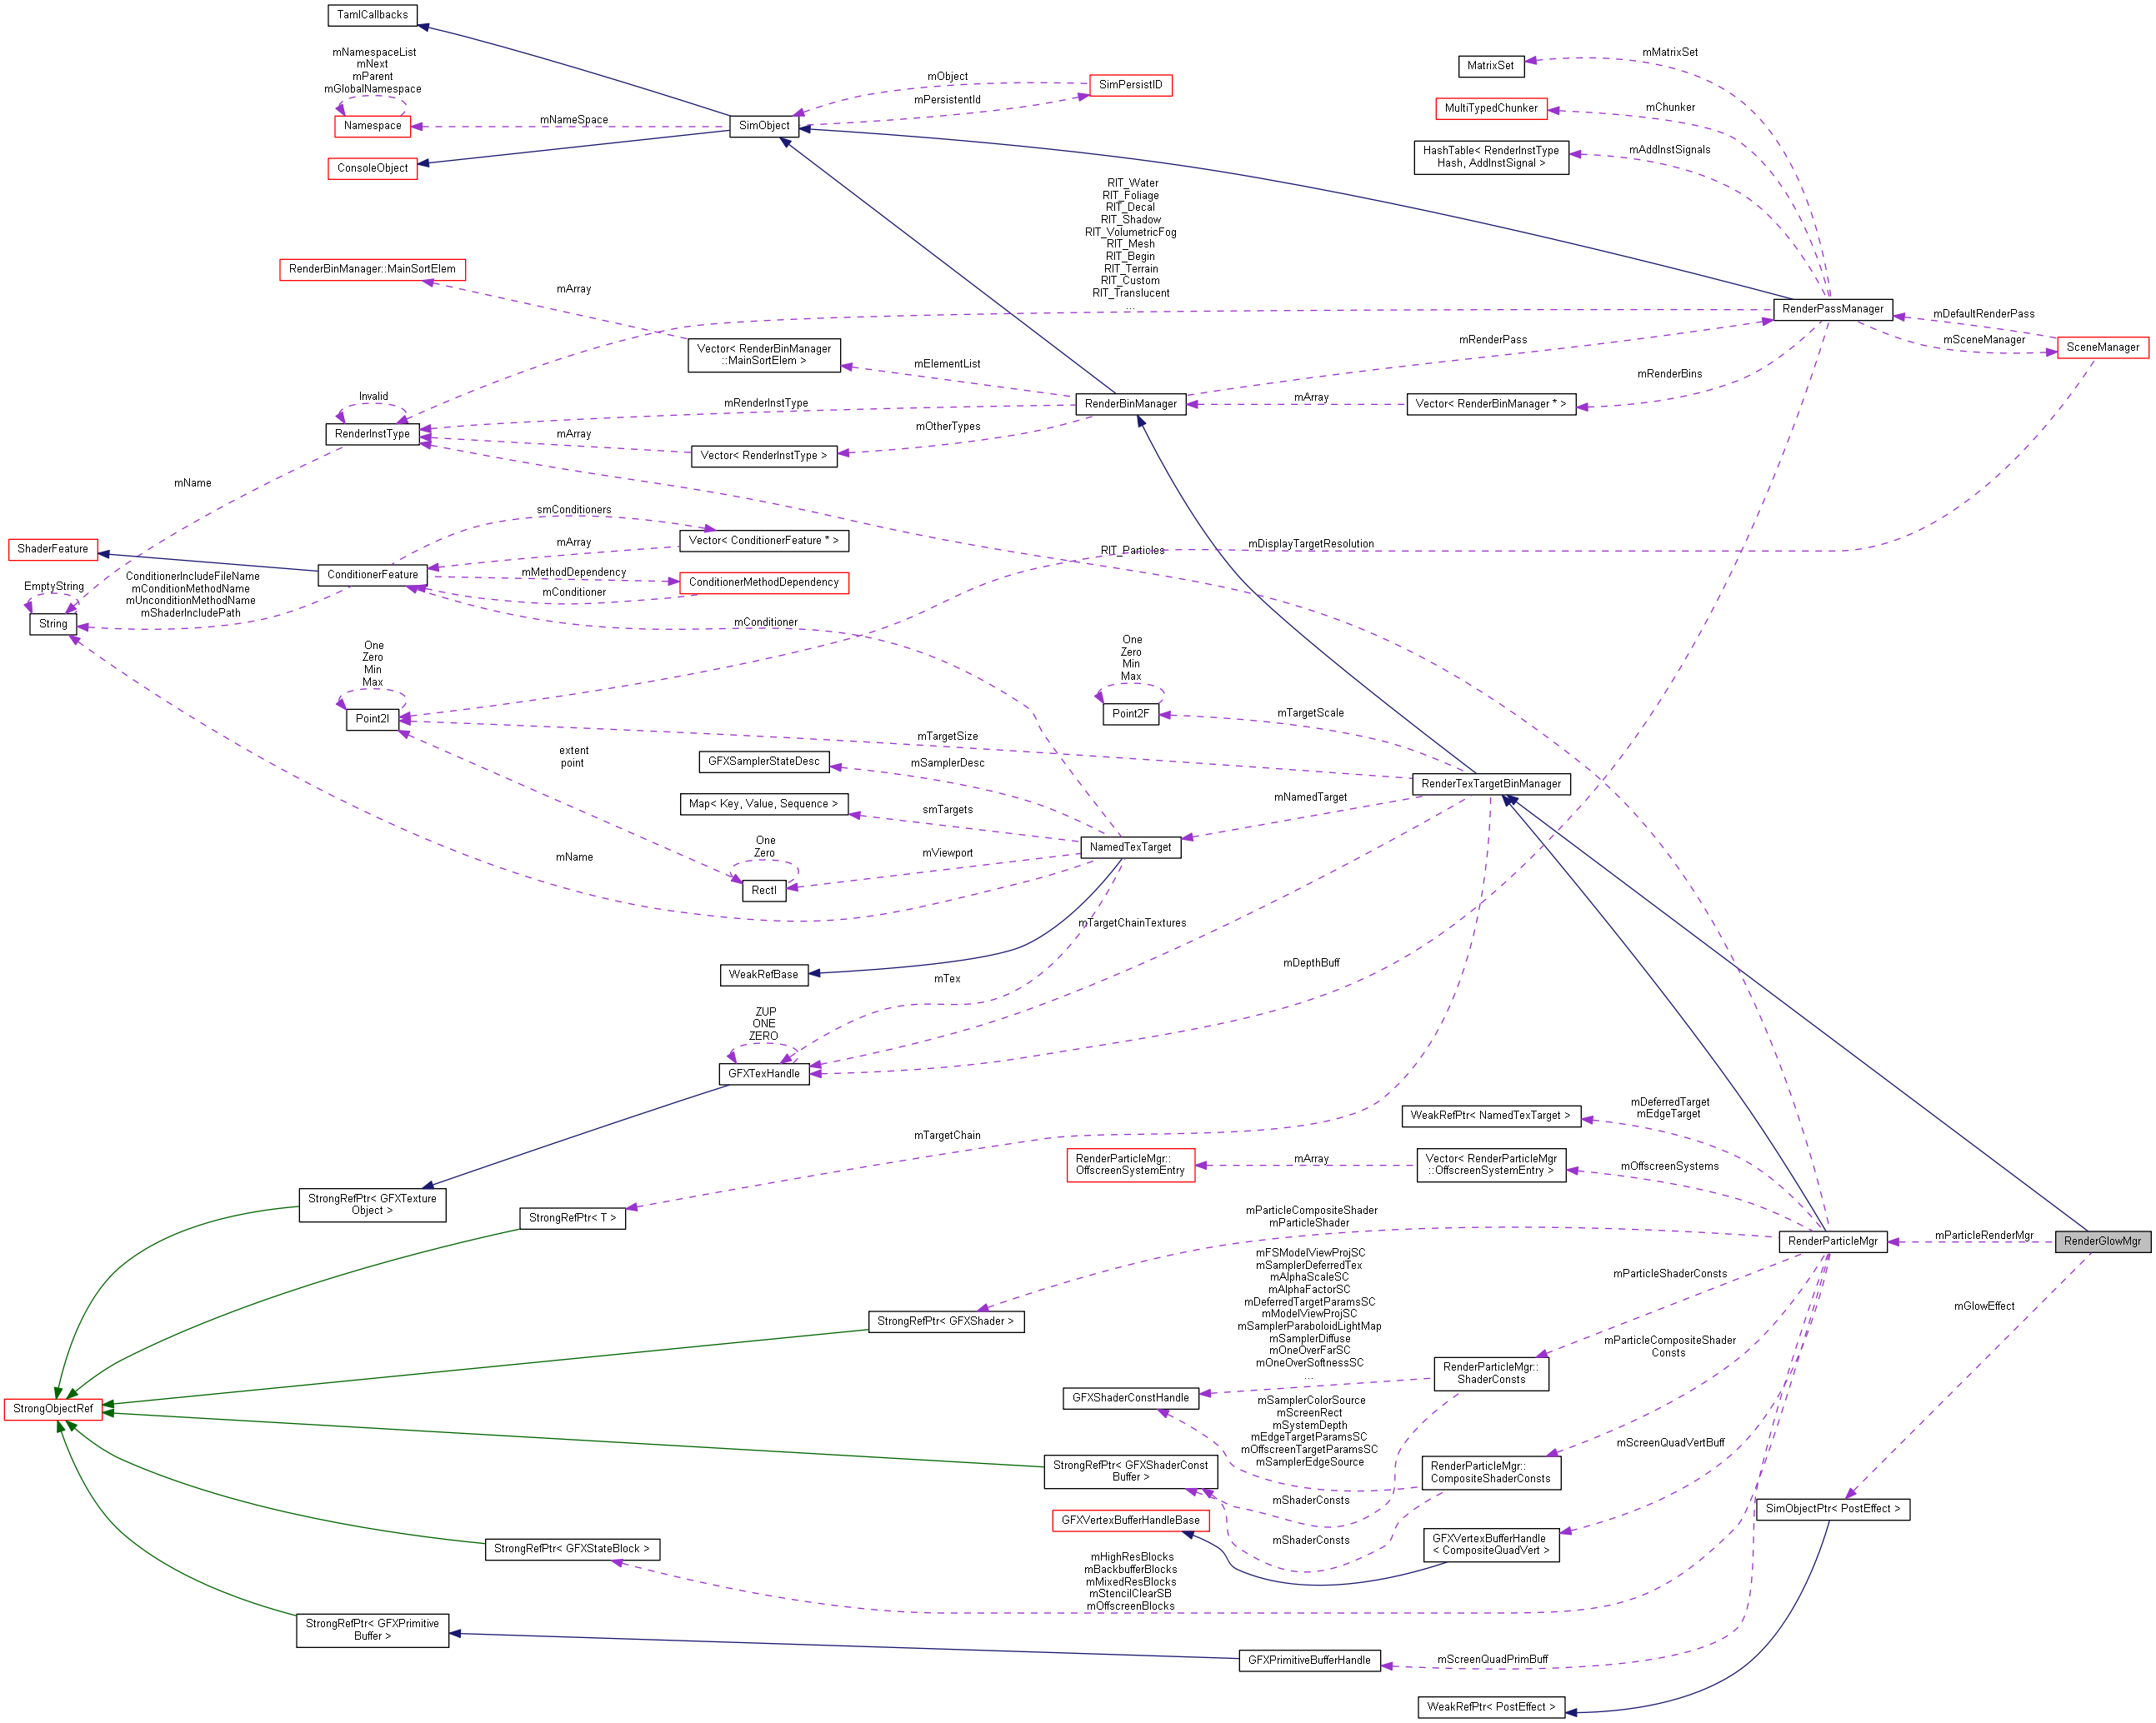 TamlCallbacks
mNamespaceList
mNext
mParent
mGlobalNamespace
Namespace
mNameSpace
ConsoleObject
SimObject
mObject
mPersistentId
SimPersistID
mMatrixSet
MatrixSet
mChunker
MultiTypedChunker
mAddInstSignals
HashTable< RenderInstType
Hash, AddInstSignal >
RIT_Water
RIT_Foliage
RIT_Decal
RIT_Shadow
RIT_VolumetricFog
RIT_Mesh
RIT_Begin
RIT_Terrain
RIT_Custom
RIT_Translucent
...
RenderBinManager::MainSortElem
mArray
Vector< RenderBinManager
::MainSortElem >
mElementList
RenderPassManager
mDefaultRenderPass
mSceneManager
SceneManager
mRenderPass
mRenderBins
Invalid
RenderInstType
mRenderInstType
mArray
Vector< RenderInstType >
mOtherTypes
RenderBinManager
mArray
Vector< RenderBinManager * >
mName
smConditioners
mArray
Vector< ConditionerFeature * >
ShaderFeature
ConditionerFeature
mMethodDependency
mConditioner
ConditionerMethodDependency
RIT_Particles
mDisplayTargetResolution
EmptyString
String
ConditionerIncludeFileName
mConditionMethodName
mUnconditionMethodName
mShaderIncludePath
mConditioner
One
Zero
Min
Max
Point2I
One
Zero
Min
Max
Point2F
mTargetScale
mTargetSize
extent
point
GFXSamplerStateDesc
mSamplerDesc
Map< Key, Value, Sequence >
smTargets
RenderTexTargetBinManager
mNamedTarget
NamedTexTarget
One
Zero
RectI
mViewport
mName
mTargetChainTextures
WeakRefBase
mTex
mDepthBuff
ZUP
ONE
ZERO
GFXTexHandle
mTargetChain
WeakRefPtr< NamedTexTarget >
mDeferredTarget
mEdgeTarget
RenderParticleMgr::
OffscreenSystemEntry
mArray
Vector< RenderParticleMgr
::OffscreenSystemEntry >
mOffscreenSystems
StrongRefPtr< GFXTexture
Object >
StrongRefPtr< T >
mParticleCompositeShader
mParticleShader
RenderParticleMgr
mParticleRenderMgr
RenderGlowMgr
mFSModelViewProjSC
mSamplerDeferredTex
mAlphaScaleSC
mAlphaFactorSC
mDeferredTargetParamsSC
mModelViewProjSC
mSamplerParaboloidLightMap
mSamplerDiffuse
mOneOverFarSC
mOneOverSoftnessSC
...
mParticleShaderConsts
mGlowEffect
StrongRefPtr< GFXShader >
mParticleCompositeShader
Consts
RenderParticleMgr::
ShaderConsts
StrongObjectRef
GFXShaderConstHandle
mSamplerColorSource
mScreenRect
mSystemDepth
mEdgeTargetParamsSC
mOffscreenTargetParamsSC
mSamplerEdgeSource
mScreenQuadVertBuff
StrongRefPtr< GFXShaderConst
Buffer >
RenderParticleMgr::
CompositeShaderConsts
mShaderConsts
GFXVertexBufferHandleBase
mShaderConsts
GFXVertexBufferHandle
< CompositeQuadVert >
SimObjectPtr< PostEffect >
StrongRefPtr< GFXStateBlock >
mHighResBlocks
mBackbufferBlocks
mMixedResBlocks
mStencilClearSB
mOffscreenBlocks
StrongRefPtr< GFXPrimitive
Buffer >
GFXPrimitiveBufferHandle
mScreenQuadPrimBuff
WeakRefPtr< PostEffect >